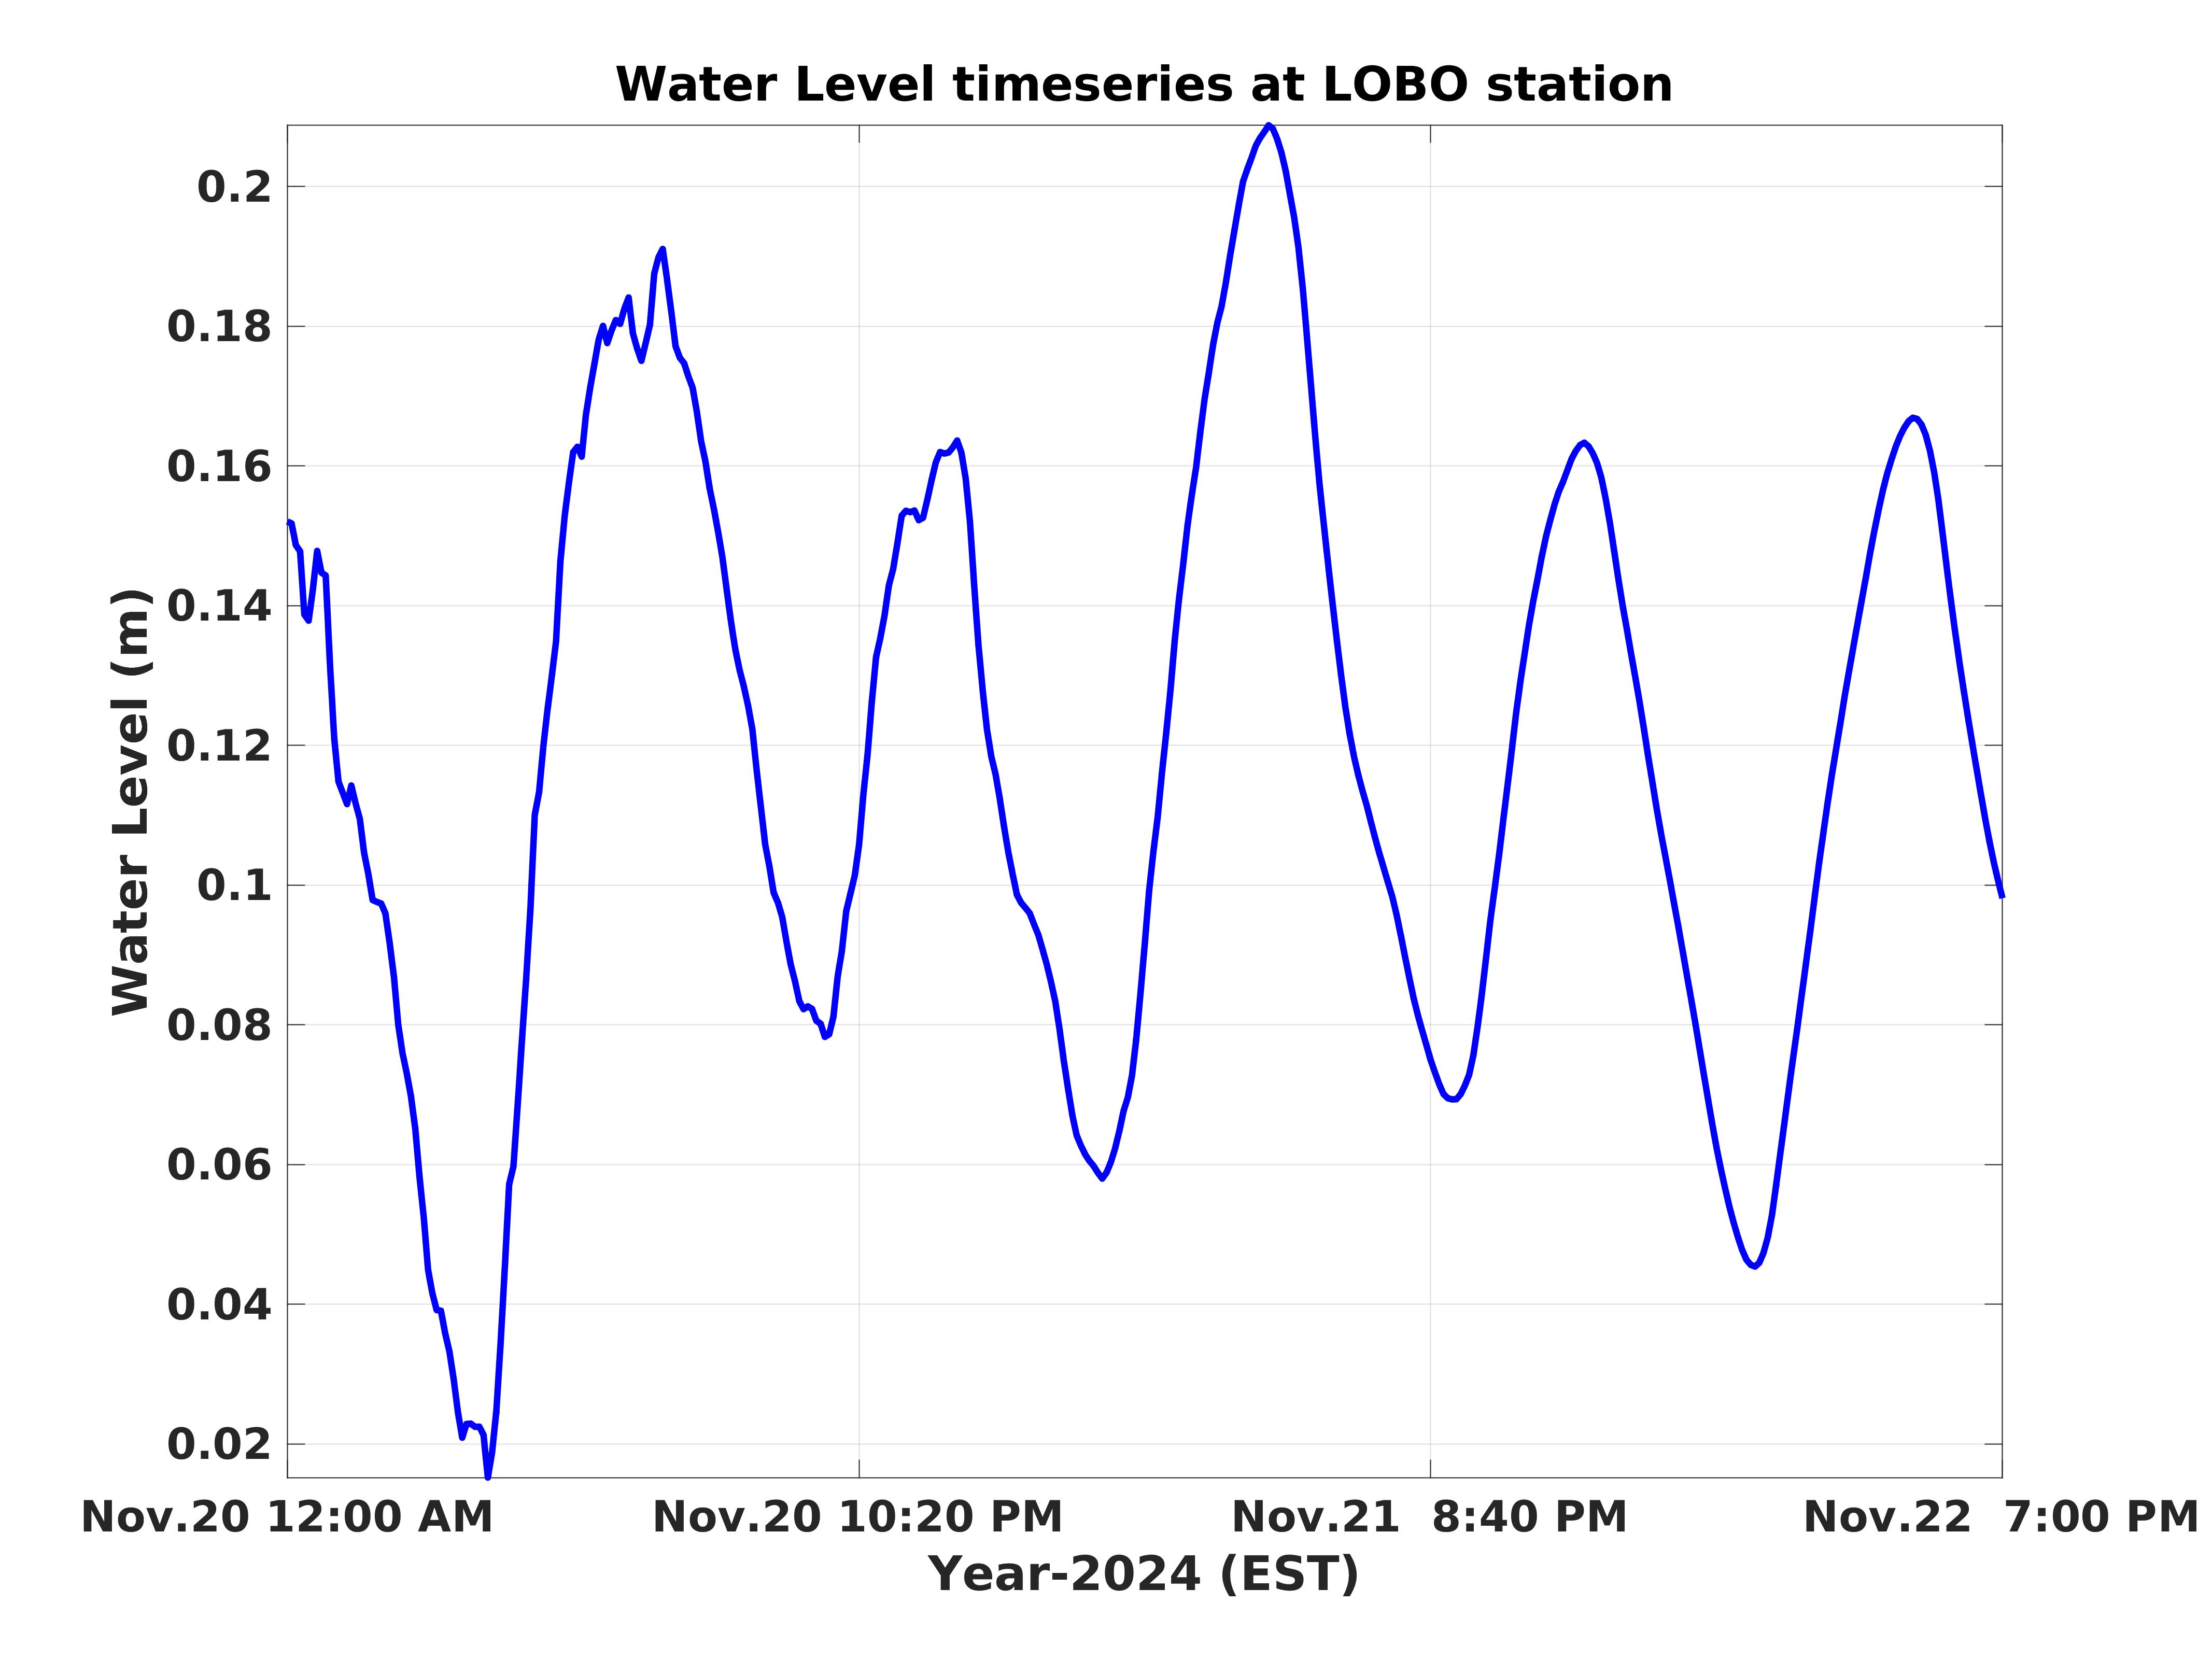 Water Level timeseries at LOBO station
Water Level (m)
0.2
0.18
0.16
0.14
0.12
0.1
0.08
0.06
0.04
0.02
Nov.20 12:00 AM
Nov.20 10:20 PM
Nov.21 8:40 PM
Nov.22 7:00 PM
Year-2024 (EST)